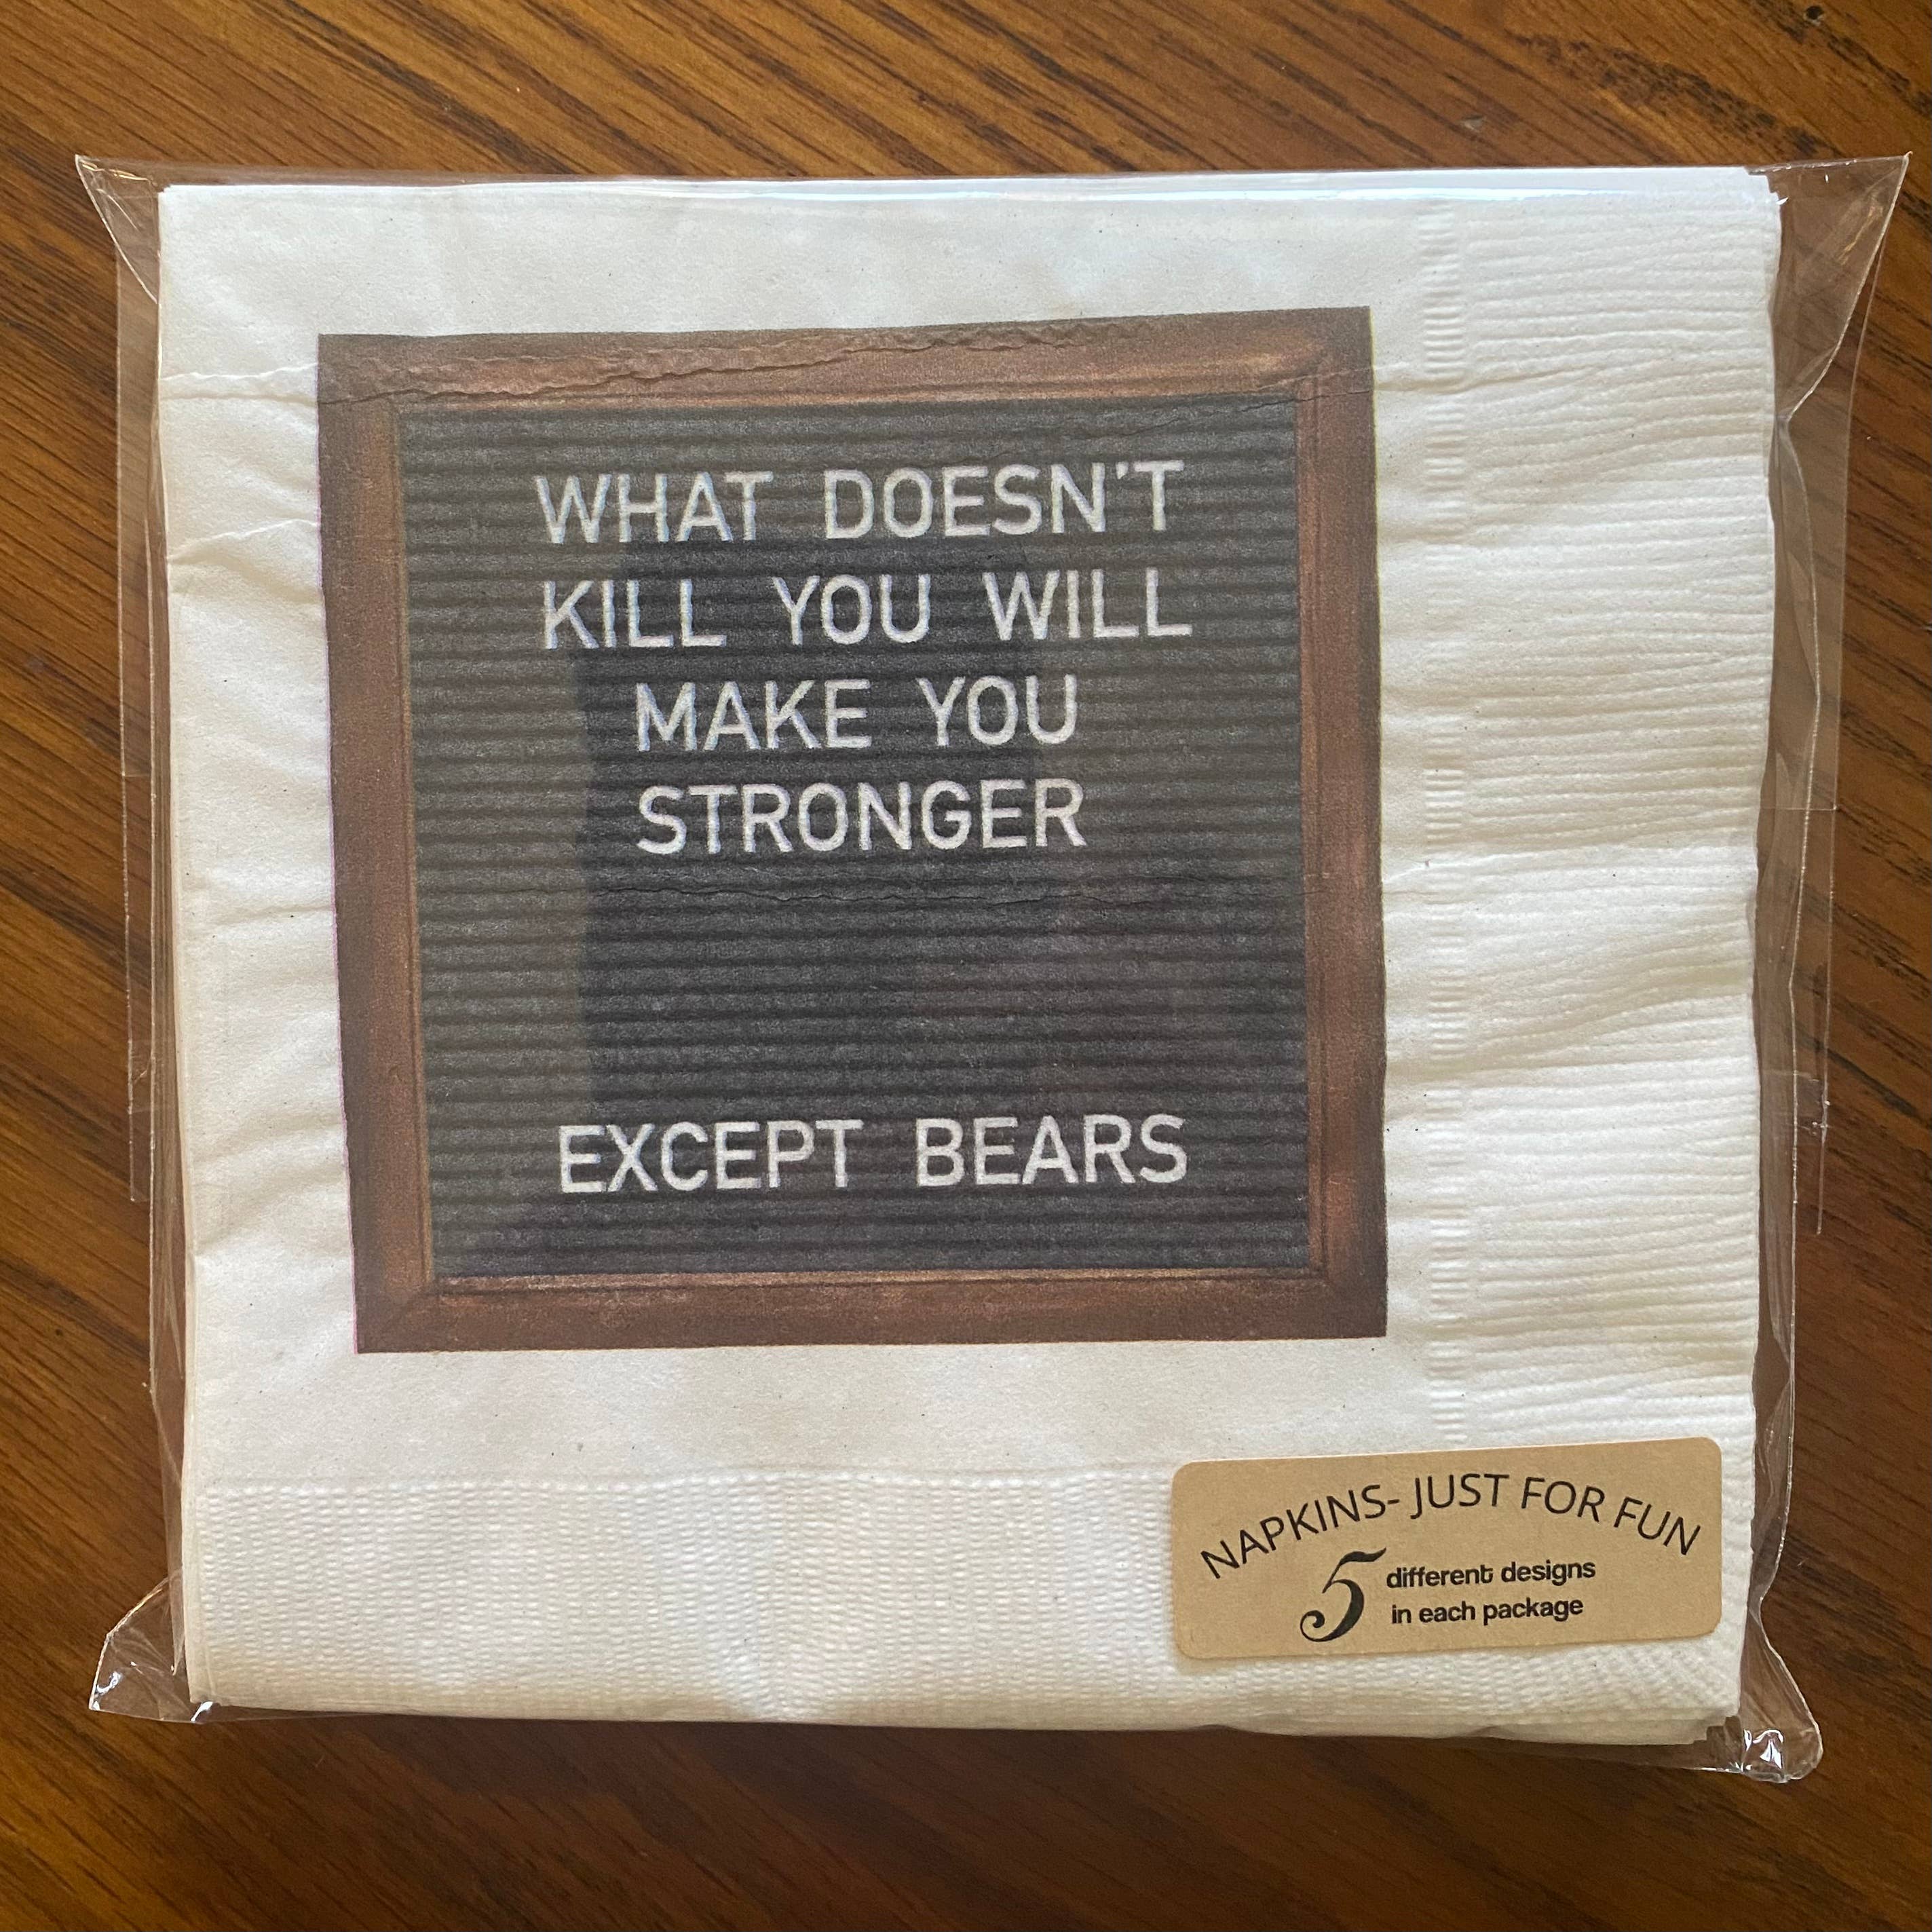 WHAT DOESN'T
KILL YOU WILL
MAKE YOU
STRONGER
EXCEPT BEARS
NAPKINS- JUST FOR FUN
5 different designs
in each package